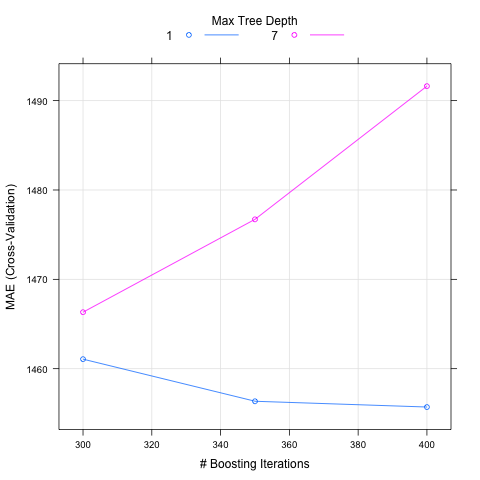 Max Tree Depth
1 7
1490
1480
1470
1460
MAE (Cross-Validation)
300 320 340 360 380 400
# Boosting Iterations